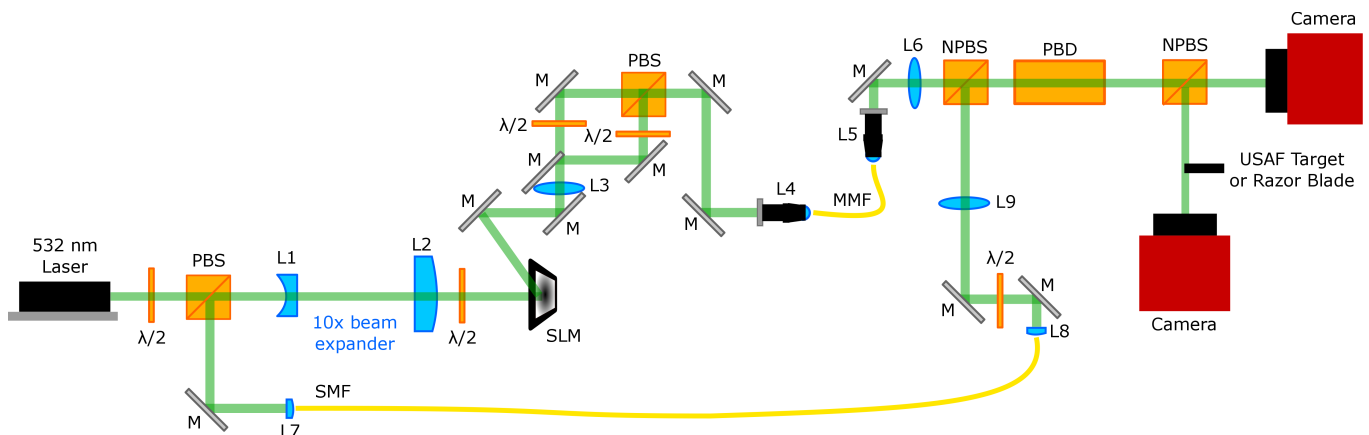 532 nm
Laser
λ/2
PBS
L1
10x beam
expander
L2
λ/2
SLM
M
M
L3
M
M
λ/2
M
λ/2
PBS
M
M
M
L4
MMF
L5
M
L6
NPBS
PBD
NPBS
Camera
USAF Target
or Razor Blade
Camera
L9
M
λ/2
M
L8
SMF
M
L7